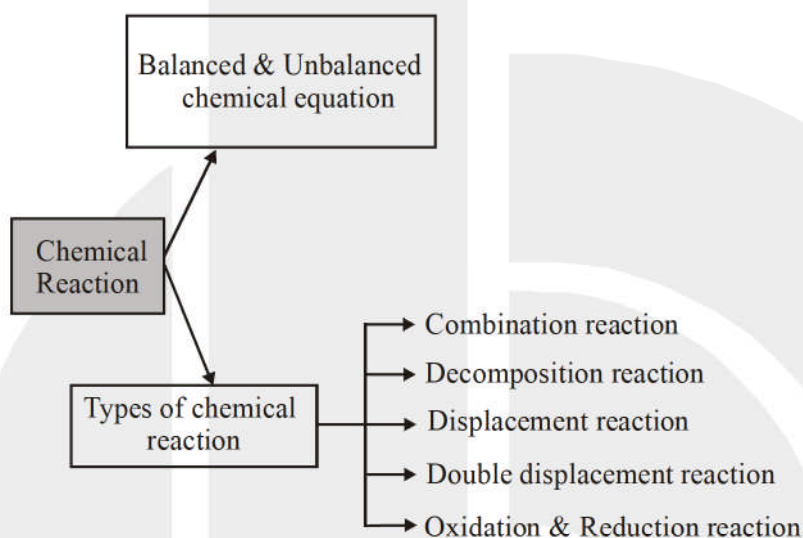 Balanced & Unbalanced
chemical equation
Chemical
Reaction
Types of chemical
reaction
Combination reaction
Decomposition reaction
Displacement reaction
Double displacement reaction
Oxidation & Reduction reaction